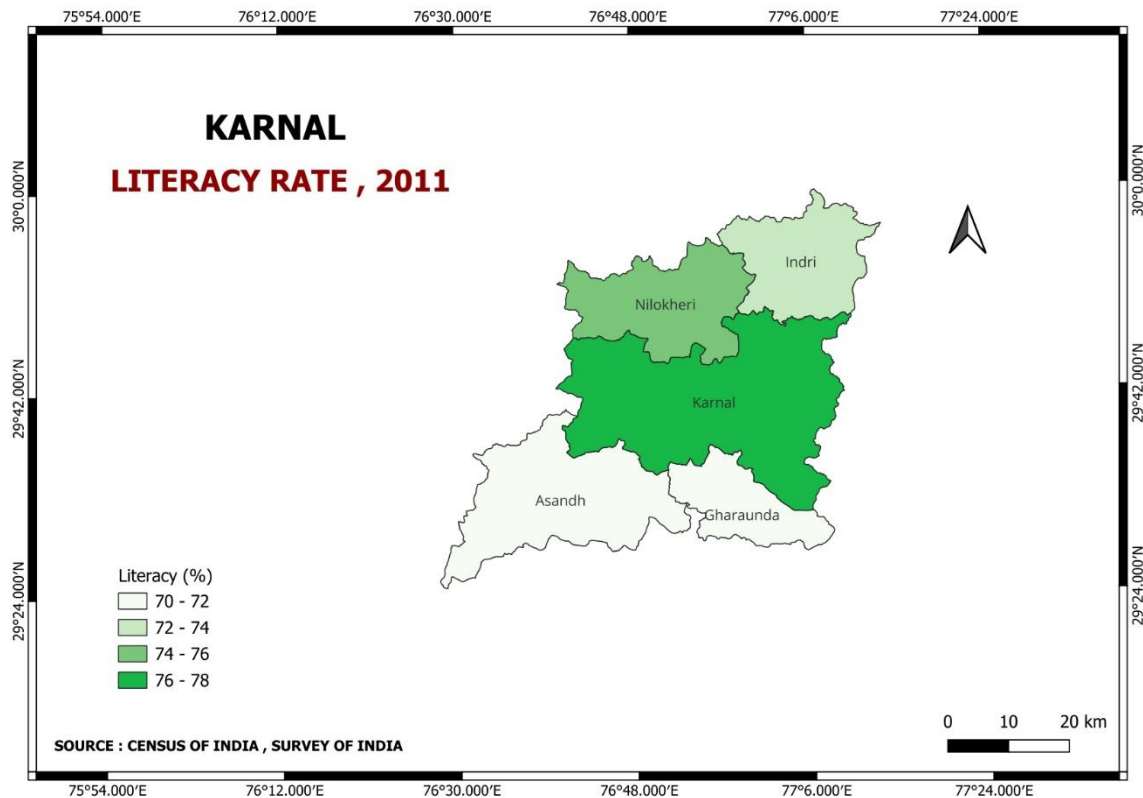 75°54.000'E 76°12.000'E 76°30.000'E 76°48.000'E 77°6.000'E 77°24.000'E
KARNAL
LITERACY RATE , 2011
30°0.000'N
30°0.000'N
Indri
Nilokheri
29°42.000'N
29°42.000'N
Karnal
Asandh
Gharaunda
29°24.000'N
29°24.000'N
Literacy (%)
70 - 72
72 - 74
74 - 76
76 - 78
0 10 20 km
SOURCE : CENSUS OF INDIA , SURVEY OF INDIA
75°54.000'E 76°12.000'E 76°30.000'E 76°48.000'E 77°6.000'E 77°24.000'E